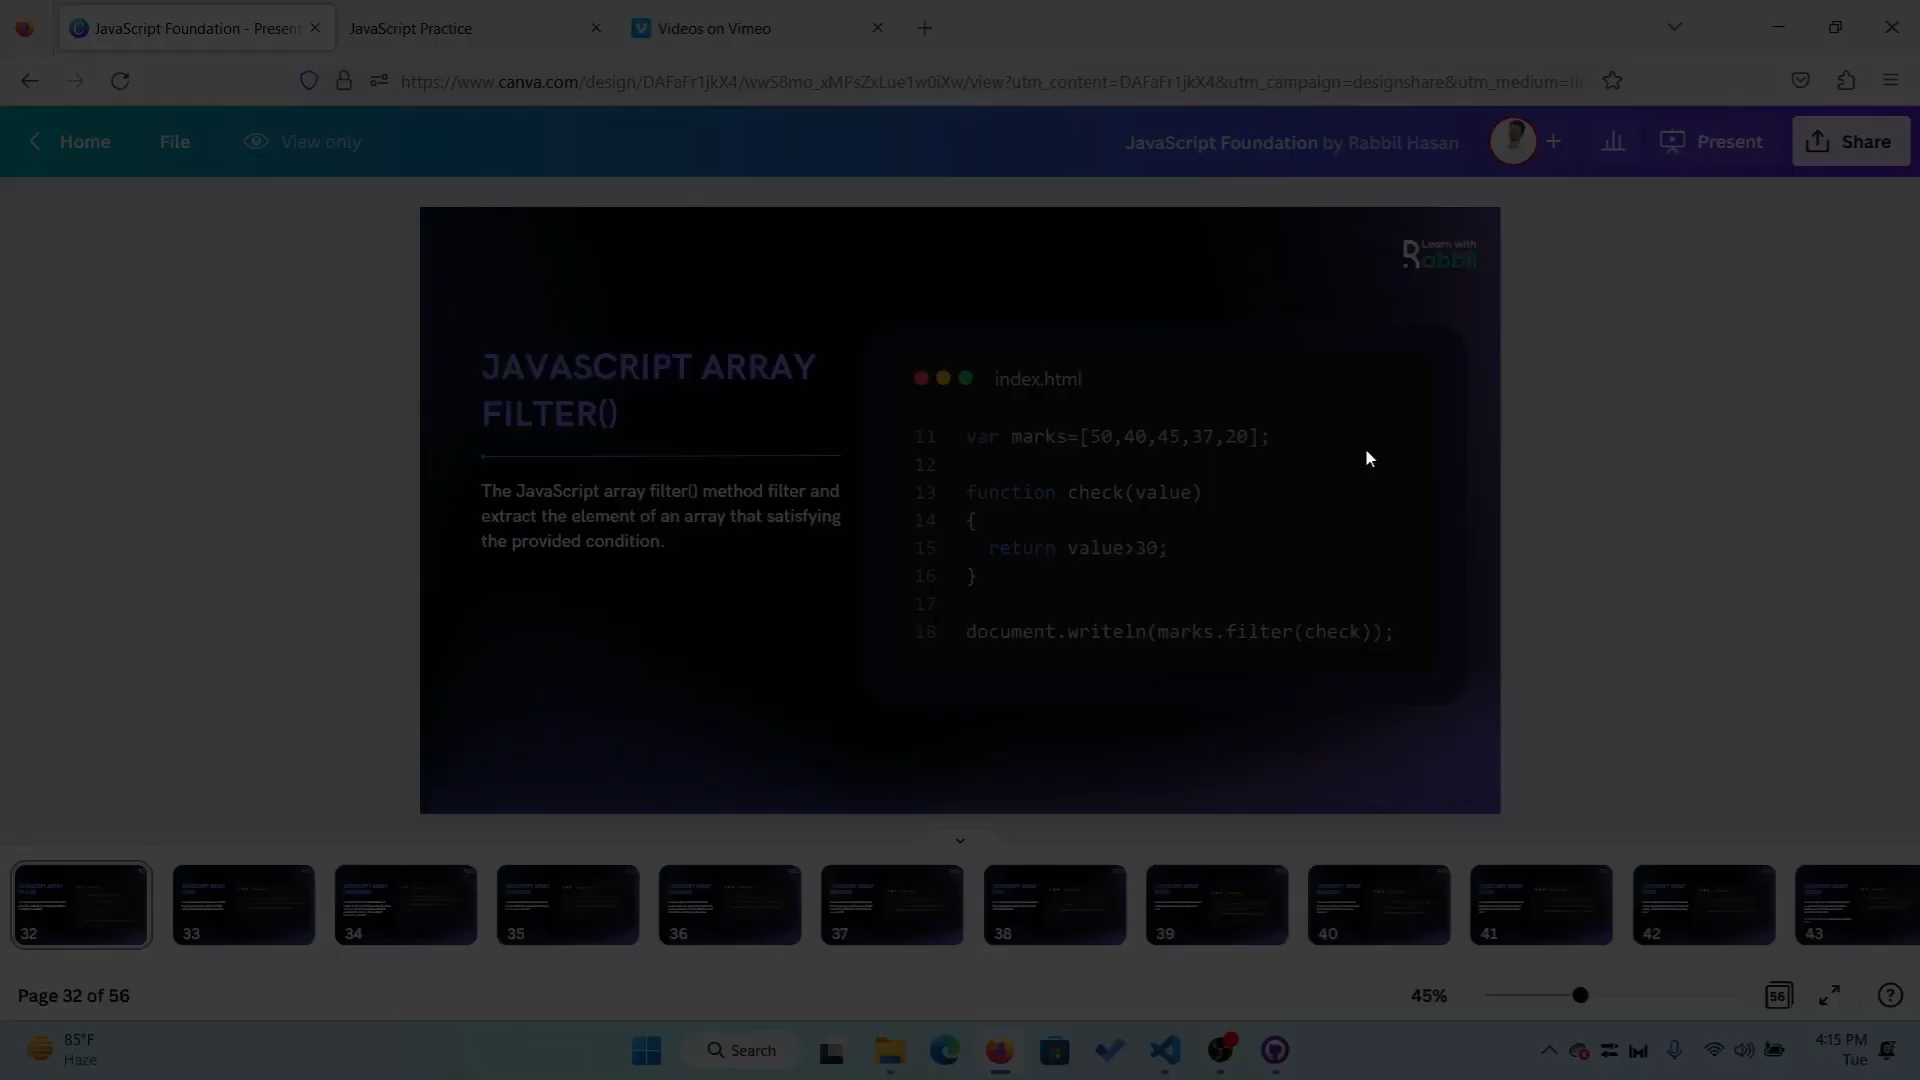 JavaScript Foundation - Present
JavaScript Practice
Videos on Vimeo
https://www.canva.com/design/DAFaFr1jkX4/wwS8mo_xMPsZxLue1w0iXw/view?utm_content=DAFaFr1jkX4&utm_campaign=designshare&utm_medium=lin
Home
File
View only
JavaScript Foundation by Rabbil Hasan
Present
Share
Learn with
Rabbil
JAVASCRIPT ARRAY
FILTER()
The JavaScript array filter() method filter and
extract the element of an array that satisfying
the provided condition.
index.html
11 var marks=[50,40,45,37,20];
12
13 function check(value)
14 {
15 return value>30;
16 }
17
18 document.writeln(marks.filter(check));
32
33
34
35
36
37
38
39
40
41
42
43
Page 32 of 56
45%
56
85°F
Haze
Search
4:15 PM
Tue